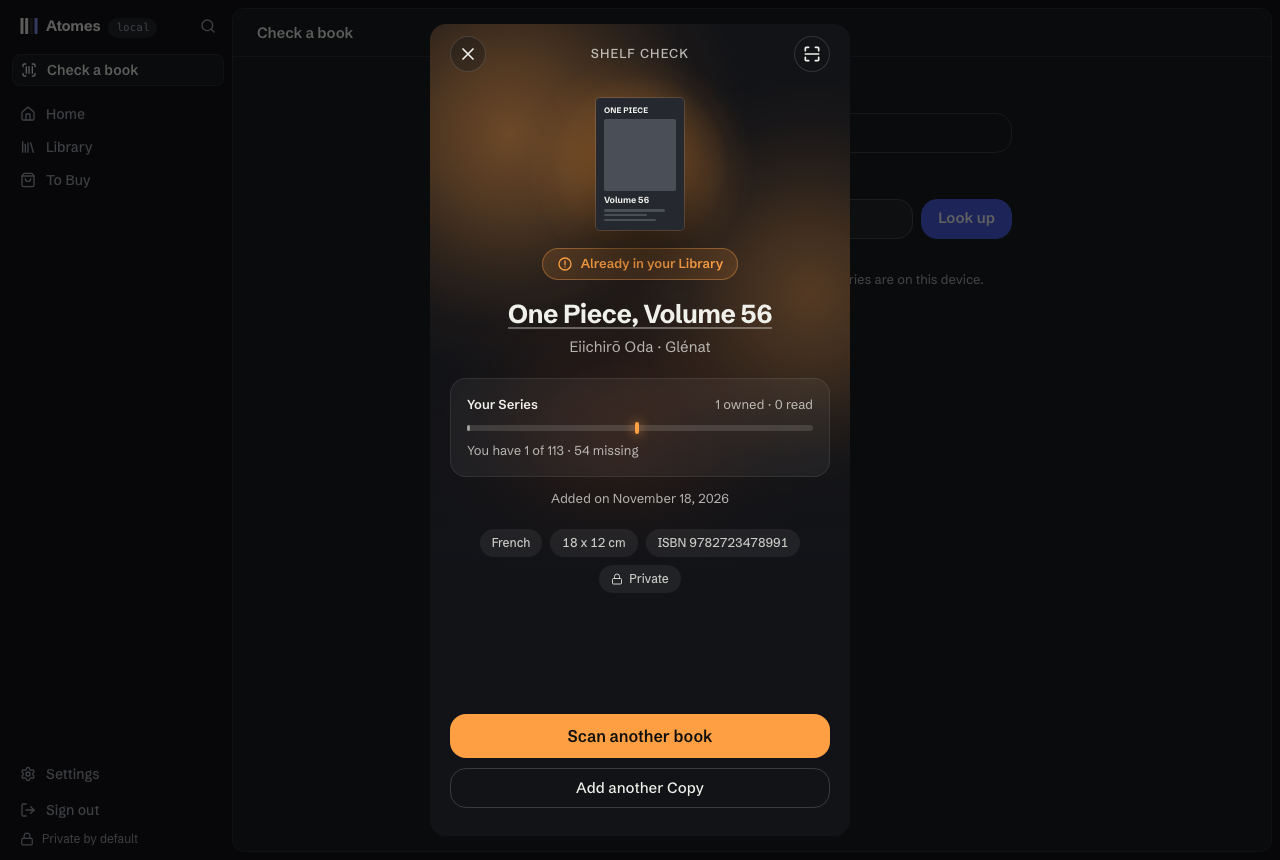 Atomes local
Check a book
Home
Library
To Buy
Settings
Sign out
Private by default
Check a book
Look up
ries are on this device.
SHELF CHECK
ONE PIECE
Volume 56
Already in your Library
One Piece, Volume 56
Eiichirō Oda · Glénat
Your Series
1 owned · 0 read
You have 1 of 113 · 54 missing
Added on November 18, 2026
French
18 x 12 cm
ISBN 9782723478991
Private
Scan another book
Add another Copy